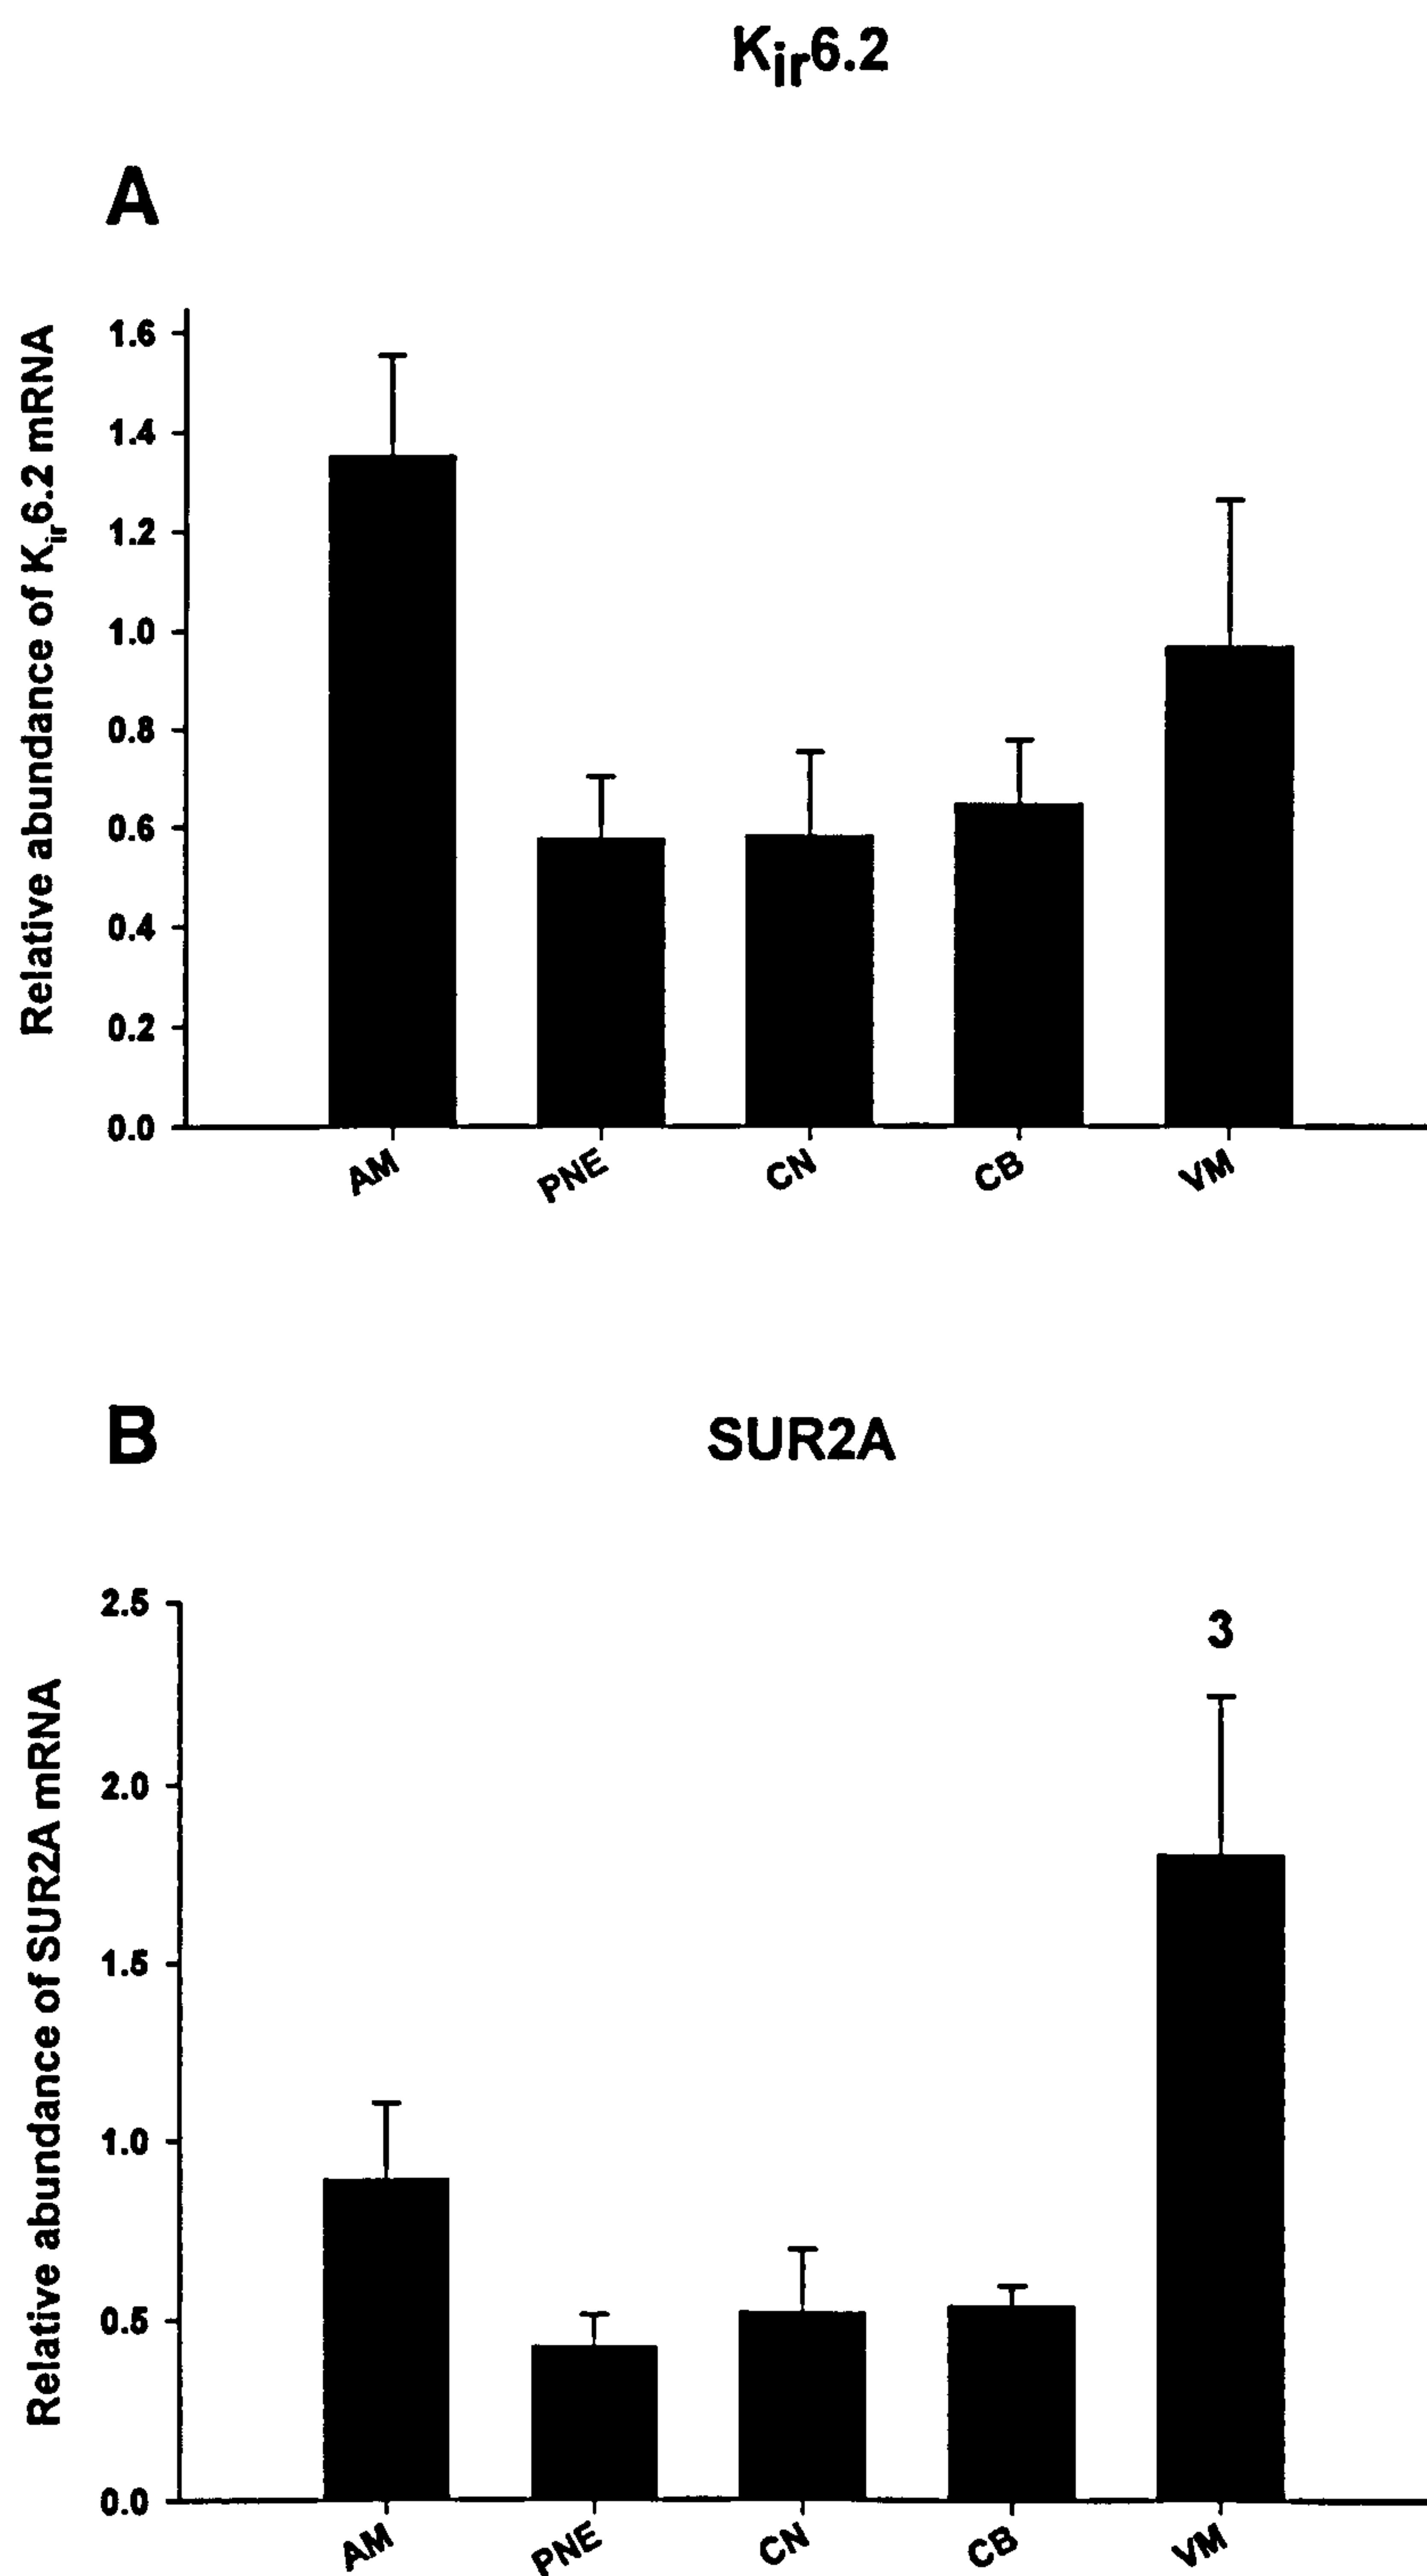 Kir6.2
A
Relative abundance of Kir6.2 mRNA
1.6
1.4
1.2
1.0
0.8
0.6
0.4
0.2
0.0
AM
PNE
CN
CB
VM
B
SUR2A
Relative abundance of SUR2A mRNA
2.5
2.0
1.5
1.0
0.5
0.0
3
AM
PNE
CN
CB
VM